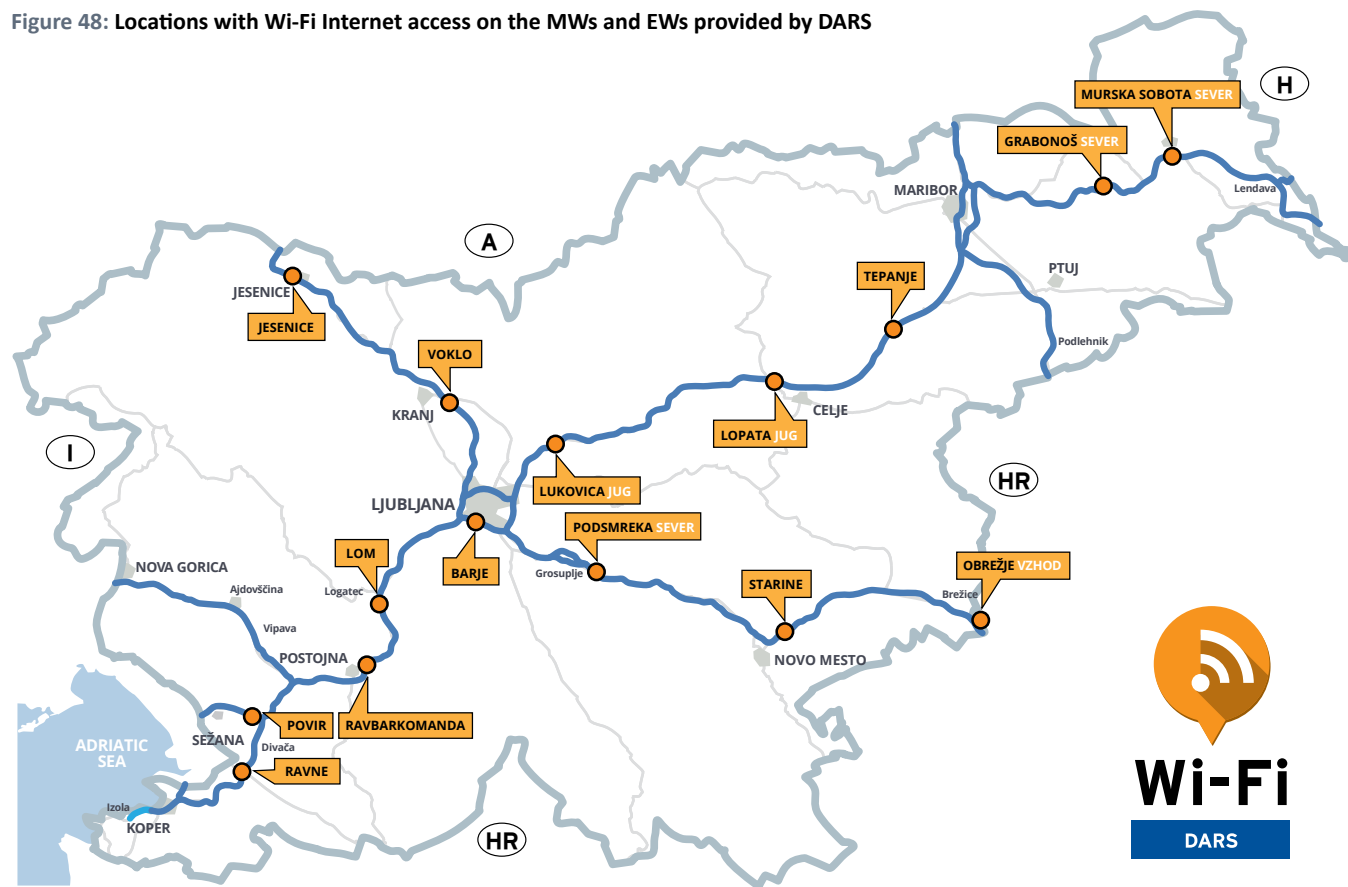 Figure 48: Locations with Wi-Fi Internet access on the MWs and EWs provided by DARS
H
MURSKA SOBOTA SEVER
GRABONOŠ SEVER
MARIBOR
Lendava
A
PTUJ
TEPANJE
JESENICE
JESENICE
Podlehnik
VOKLO
KRANJ
CELJE
LOPATA JUG
I
HR
LUKOVICA JUG
LJUBLJANA
PODSMREKA SEVER
LOM
BARJE
Grosuplje
OBREŽJE VZHOD
NOVA GORICA
Ajdovščina
Logatec
STARINE
Brežice
Vipava
POSTOJNA
NOVO MESTO
POVIR
RAVBARKOMANDA
SEŽANA
Divača
ADRIATIC
SEA
RAVNE
Izola
KOPER
HR
Wi-Fi
DARS